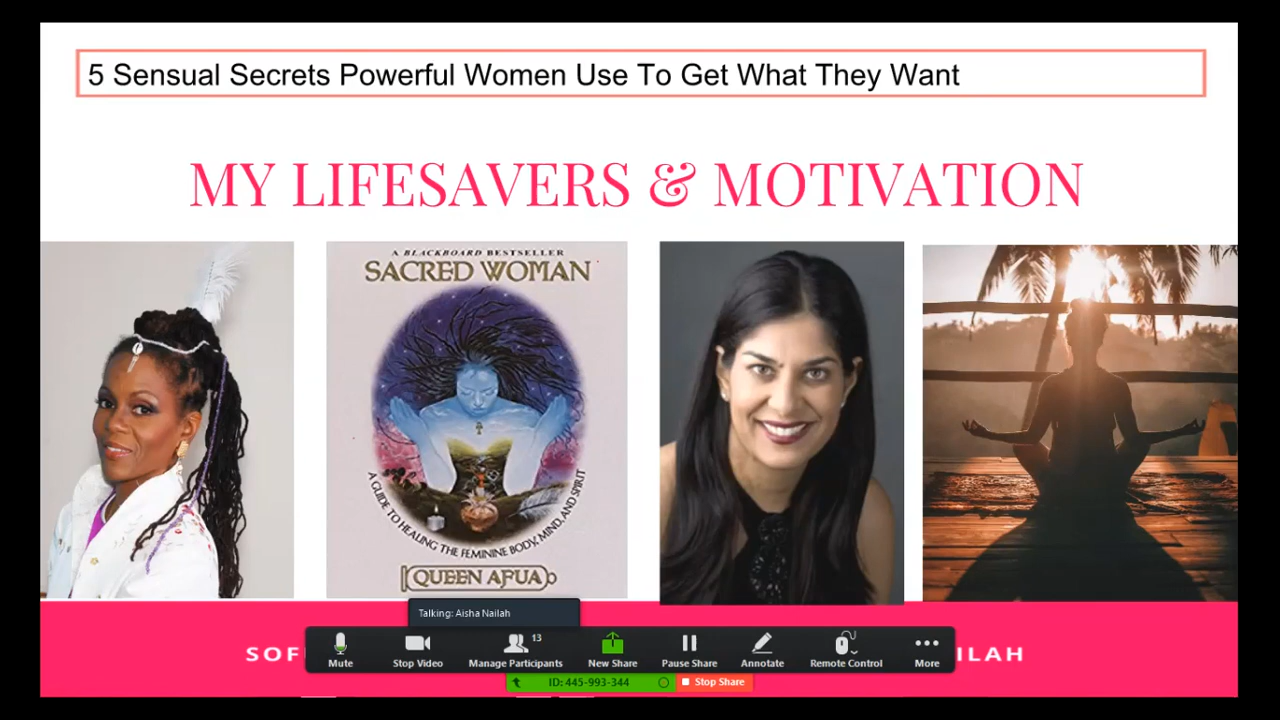 5 Sensual Secrets Powerful Women Use To Get What They Want
MY LIFESAVERS & MOTIVATION
A BLACKBOARD BESTSELLER
SACRED WOMAN
A GUIDE TO HEALING THE FEMININE BODY, MIND, AND SPIRIT
QUEEN AFUA
Talking: Aisha Nailah
SOF
ILAH
13
Mute
Stop Video
Manage Participants
New Share
Pause Share
Annotate
Remote Control
More
ID: 445-993-344
Stop Share